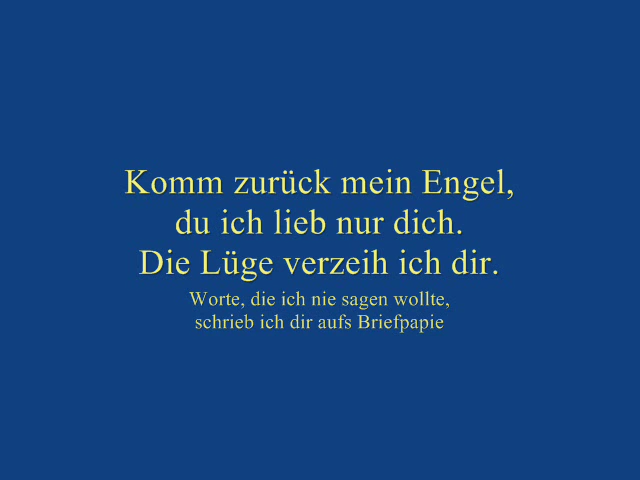 Komm zurück mein Engel,
du ich lieb nur dich.
Die Lüge verzeih ich dir.
Worte, die ich nie sagen wollte,
schrieb ich dir aufs Briefpapie